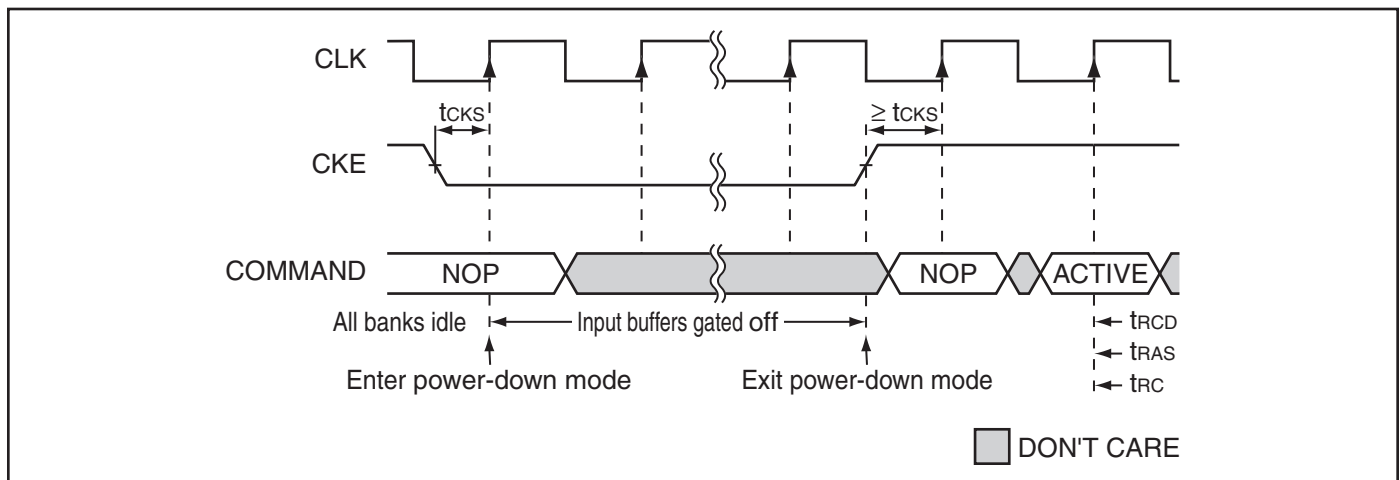 CLK
tCKS
≥ tCKS
CKE
COMMAND
NOP
NOP
ACTIVE
All banks idle
Input buffers gated off
tRCD
tRAS
Enter power-down mode
Exit power-down mode
tRC
DON'T CARE